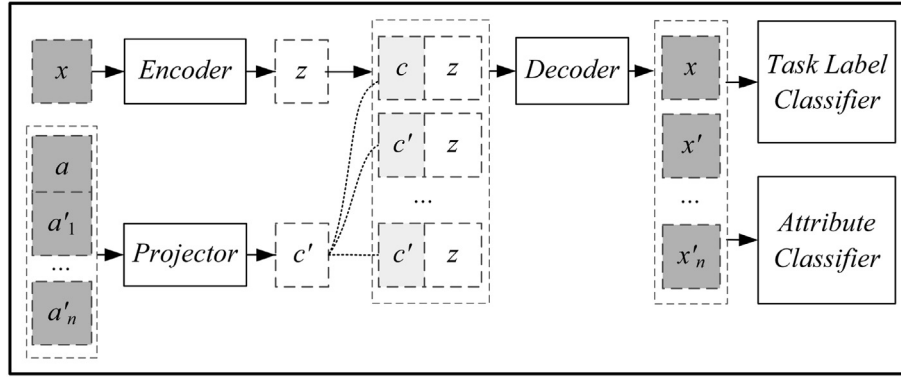 x
Encoder
z
c z
Decoder
x
Task Label
Classifier
a
a'₁
...
a'ₙ
Projector
c'
c' z
...
c' z
x'
...
x'ₙ
Attribute
Classifier